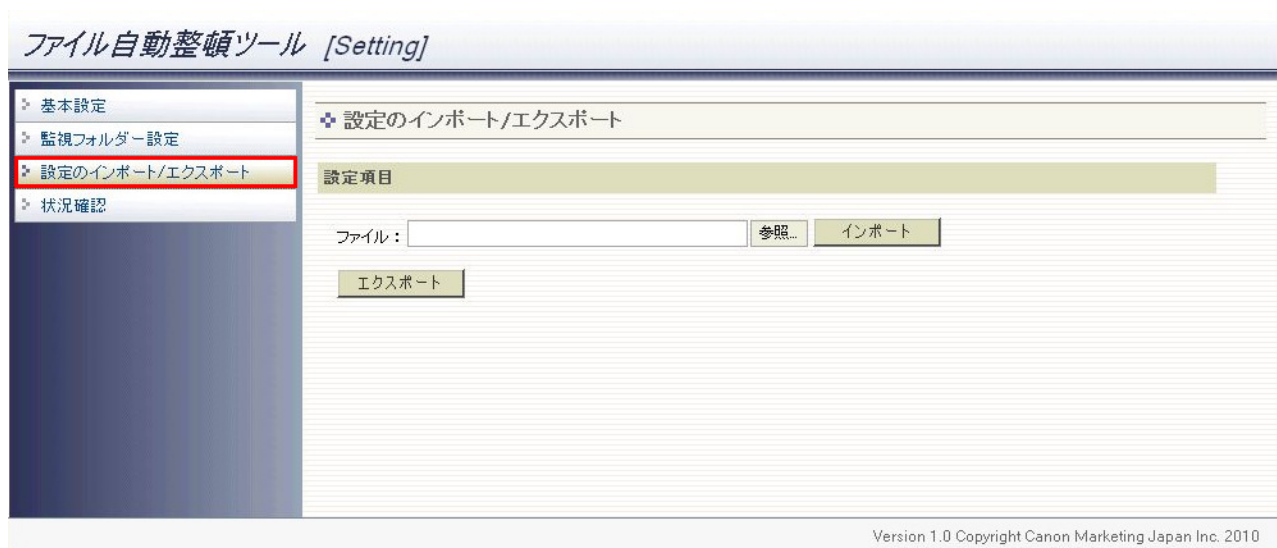 ファイル自動整頓ツール [Setting]
基本設定
監視フォルダー設定
設定のインポート/エクスポート
状況確認
設定のインポート/エクスポート
設定項目
ファイル： 参照... インポート
エクスポート
Version 1.0 Copyright Canon Marketing Japan Inc. 2010